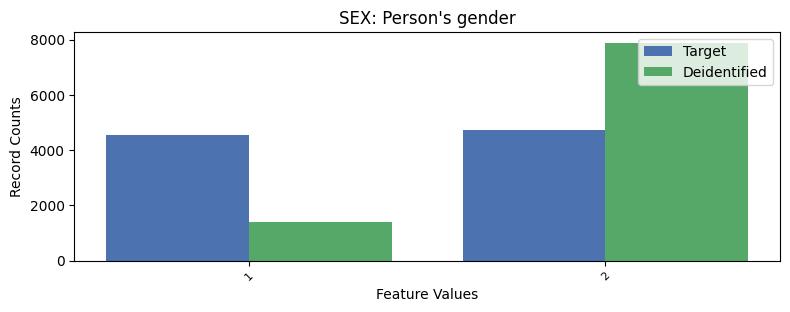 SEX: Person's gender
8000
6000
4000
2000
0
Record Counts
Target
Deidentified
1
2
Feature Values